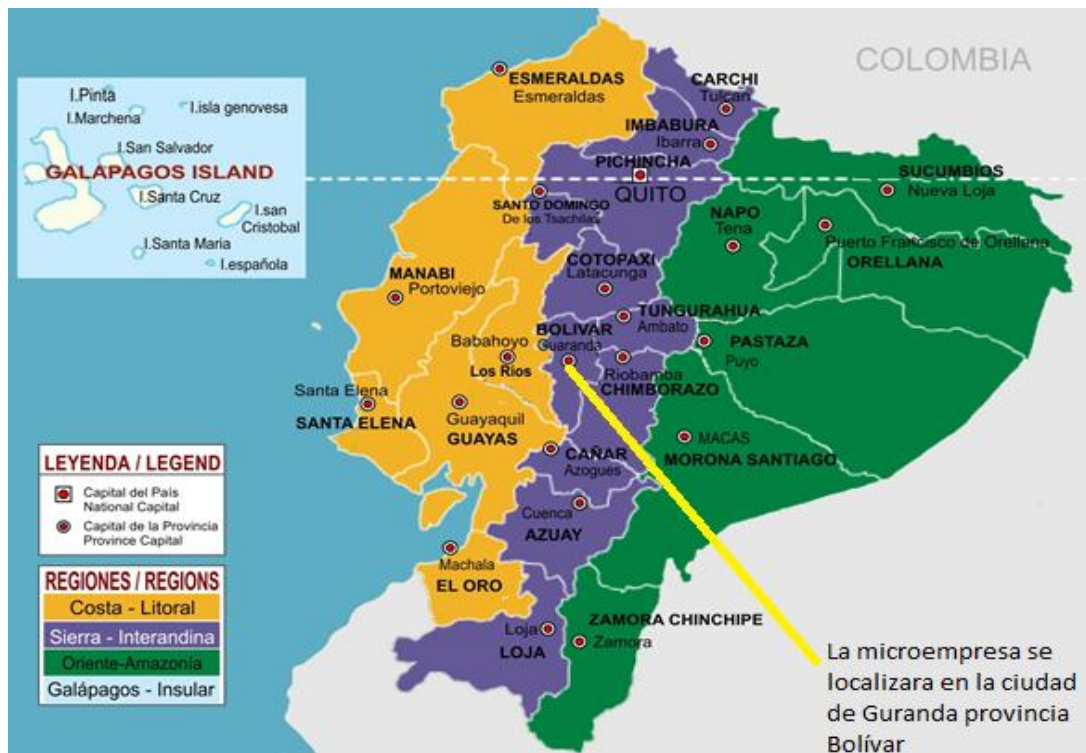 COLOMBIA
ESMERALDAS
Esmeraldas
CARCHI
Tulcan
IMBABURA
Ibarra
PICHINCHA
QUITO
SANTO DOMINGO
De los Tsachilas
SUCUMBIOS
Nueva Loja
NAPO
Tena
Puerto Francisco de Orellana
ORELLANA
I.Pinta
I.Marchena
I.isla genovesa
I.San Salvador
GALAPAGOS ISLAND
I.Santa Cruz
I.san
Cristobal
I.Santa Maria
I.española
MANABI
Portoviejo
COTOPAXI
Latacunga
TUNGURAHUA
Ambato
BOLIVAR
Guaranda
PASTAZA
Puyo
Babahoyo
Los Rios
Riobamba
CHIMBORAZO
Santa Elena
SANTA ELENA
Guayaquil
GUAYAS
MACAS
MORONA SANTIAGO
CAÑAR
Azogues
Cuenca
AZUAY
Machala
EL ORO
Loja
LOJA
ZAMORA CHINCHIPE
Zamora
LEYENDA / LEGEND
Capital del País
National Capital
Capital de la Provincia
Province Capital
REGIONES / REGIONS
Costa - Litoral
Sierra - Interandina
Oriente-Amazonía
Galápagos - Insular
La microempresa se
localizara en la ciudad
de Guranda provincia
Bolívar